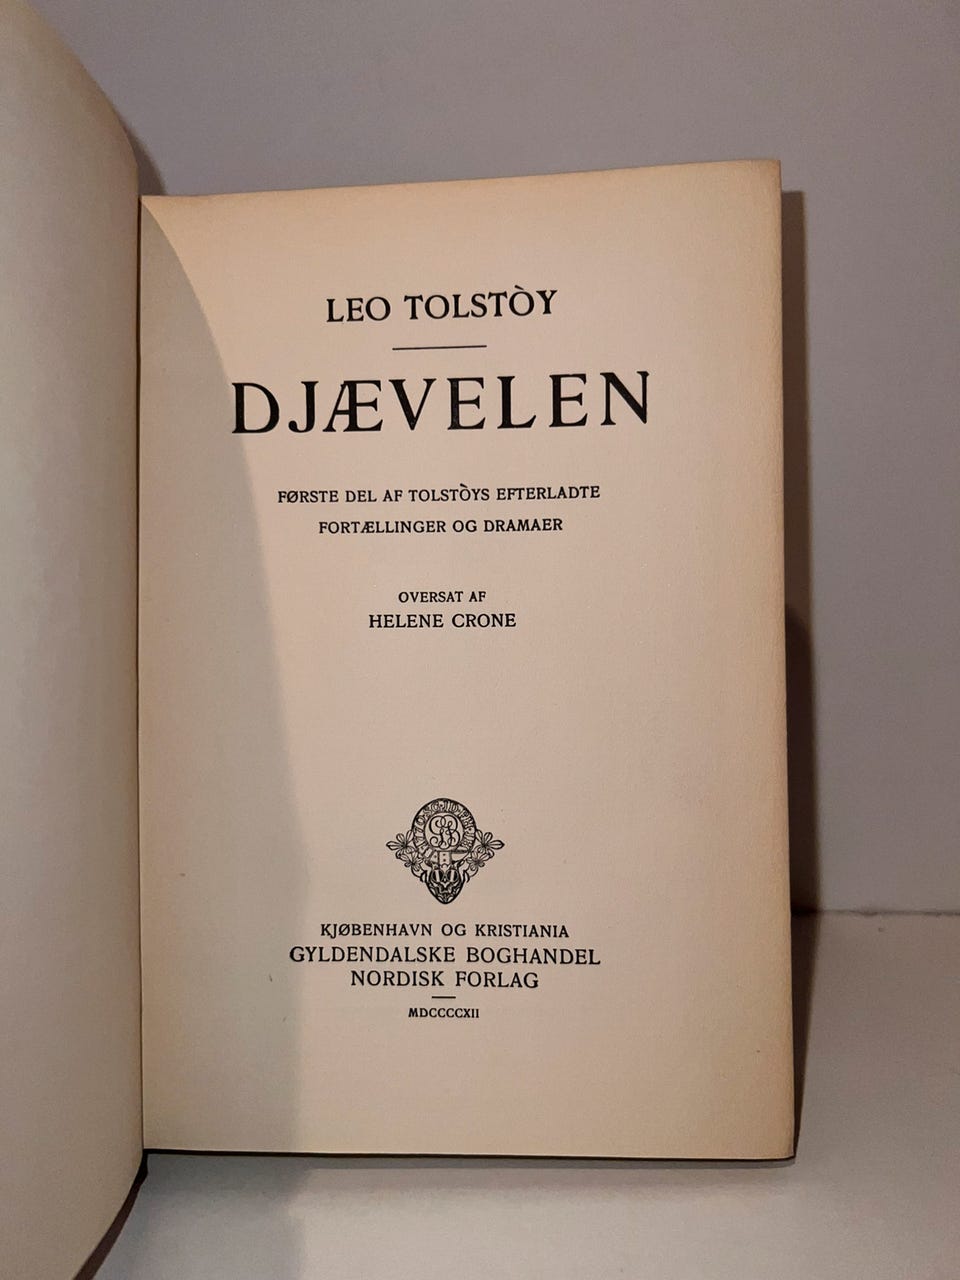 LEO TOLSTÒY
DJÆVELEN
FØRSTE DEL AF TOLSTÒYS EFTERLADTE
FORTÆLLINGER OG DRAMAER
OVERSAT AF
HELENE CRONE
KJØBENHAVN OG KRISTIANIA
GYLDENDALSKE BOGHANDEL
NORDISK FORLAG
MDCCCCXII